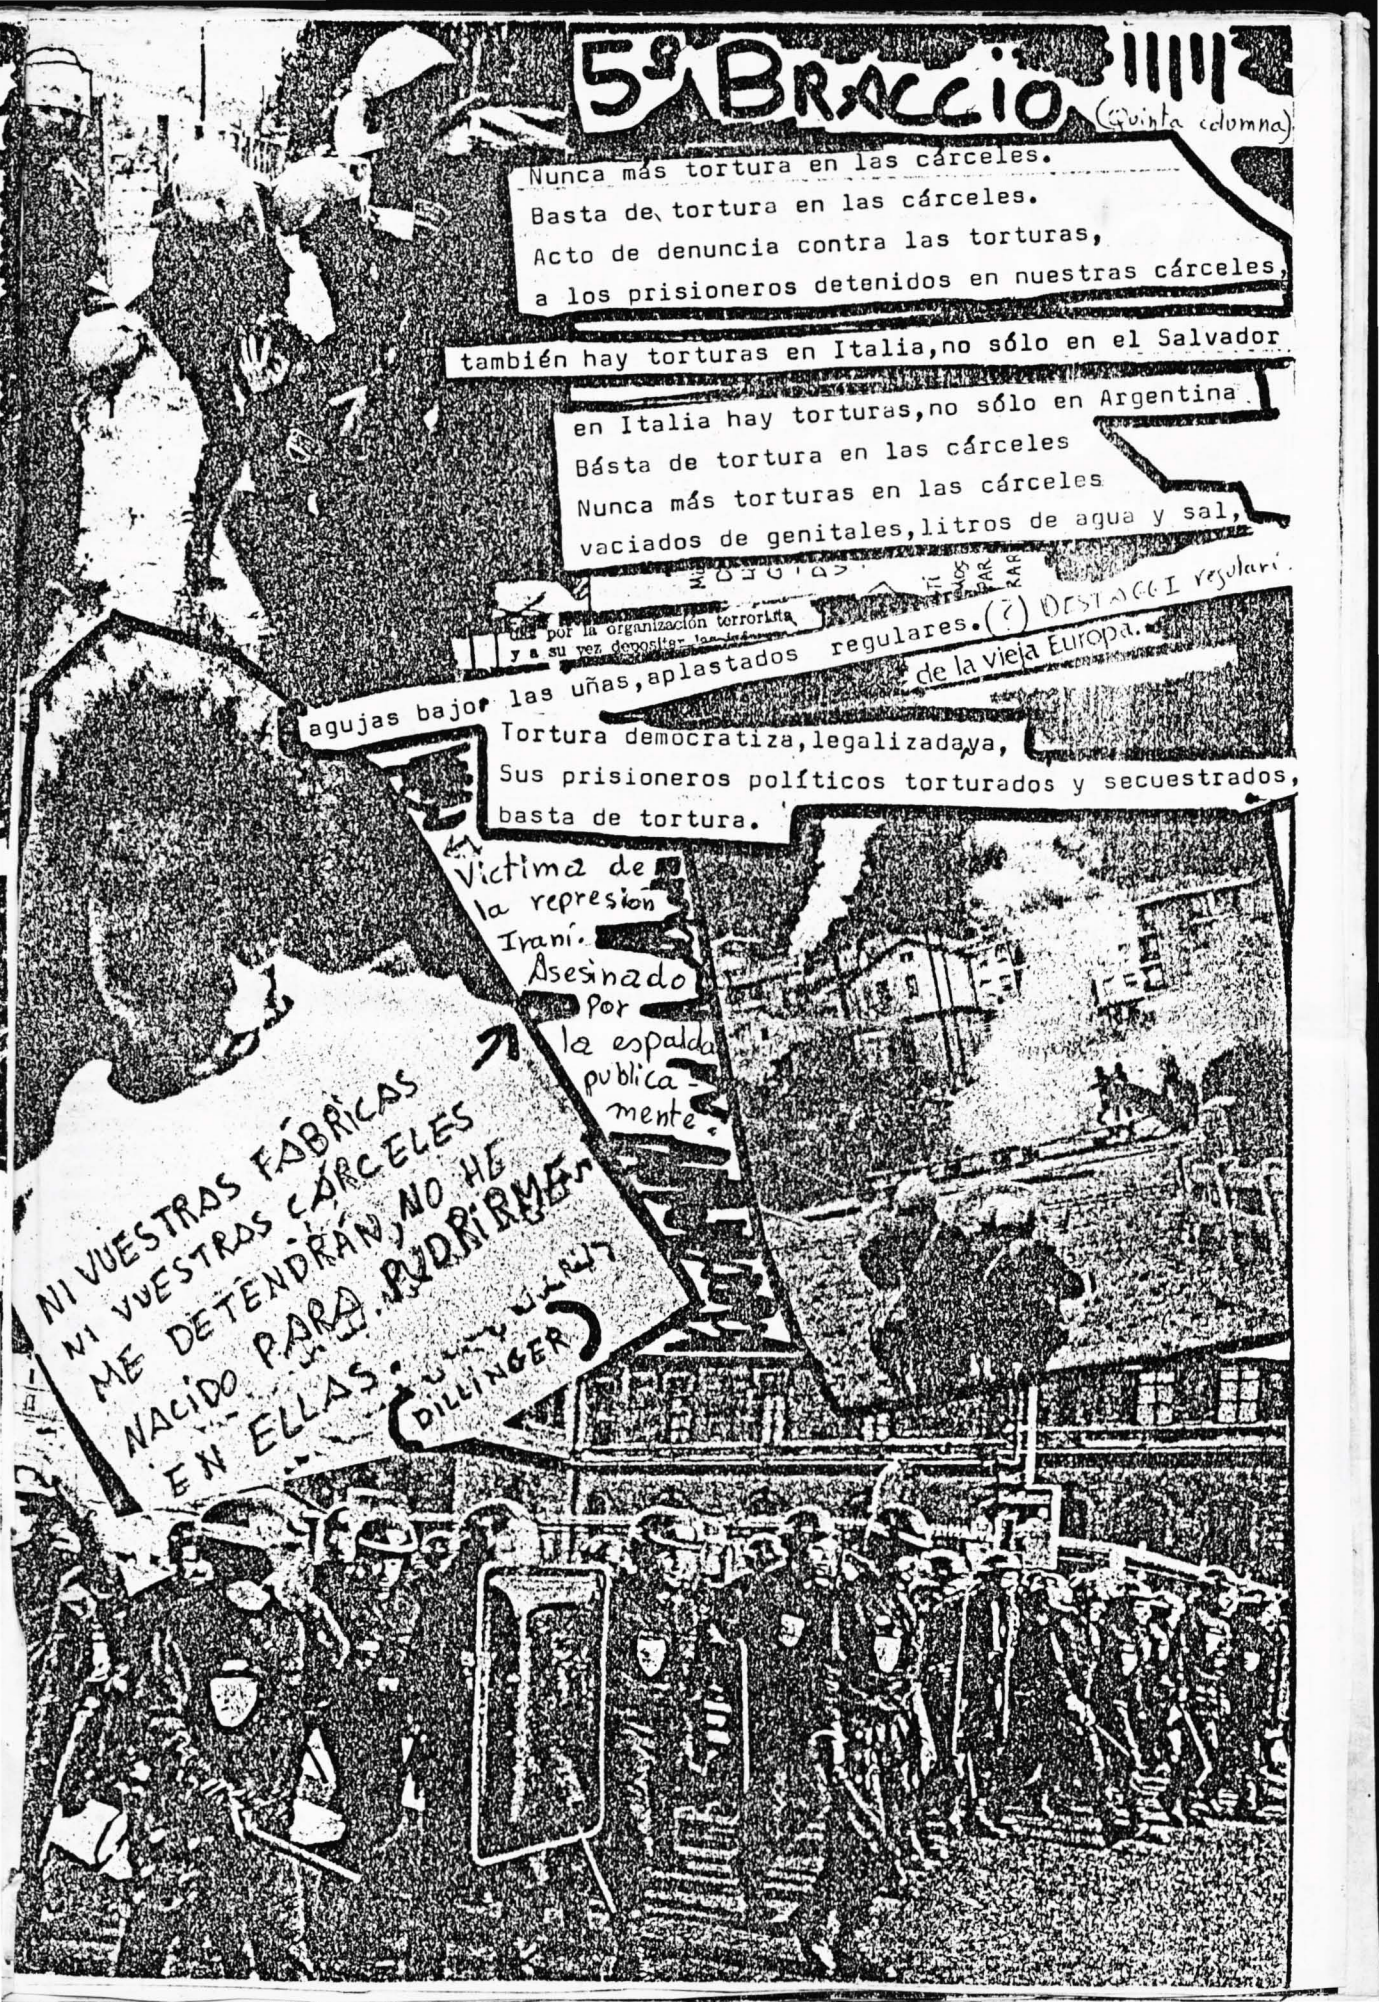 5º BRACCIO
(Quinta columna)
Nunca más tortura en las cárceles.
Basta de tortura en las cárceles.
Acto de denuncia contra las torturas,
a los prisioneros detenidos en nuestras cárceles,
también hay torturas en Italia,no sólo en el Salvador
en Italia hay torturas,no sólo en Argentina.
Básta de tortura en las cárceles
Nunca más torturas en las cárceles
vaciados de genitales,litros de agua y sal,
por la organización terrorista
y a su vez depositar
agujas bajo las uñas,aplastados regulares.(?) DISTACCI regulari.
de la vieja Europa.
Tortura democratiza,legalizada,ya,
Sus prisioneros políticos torturados y secuestrados,
basta de tortura.
Victima de
la represión
Iraní.
Asesinado
por
la espalda
publica-
mente.
NI VUESTRAS FÁBRICAS
NI VUESTRAS CÁRCELES
ME DETENDRÁN, NO HE
NACIDO PARA PUDRIRME
EN ELLAS.
(DILLINGER)